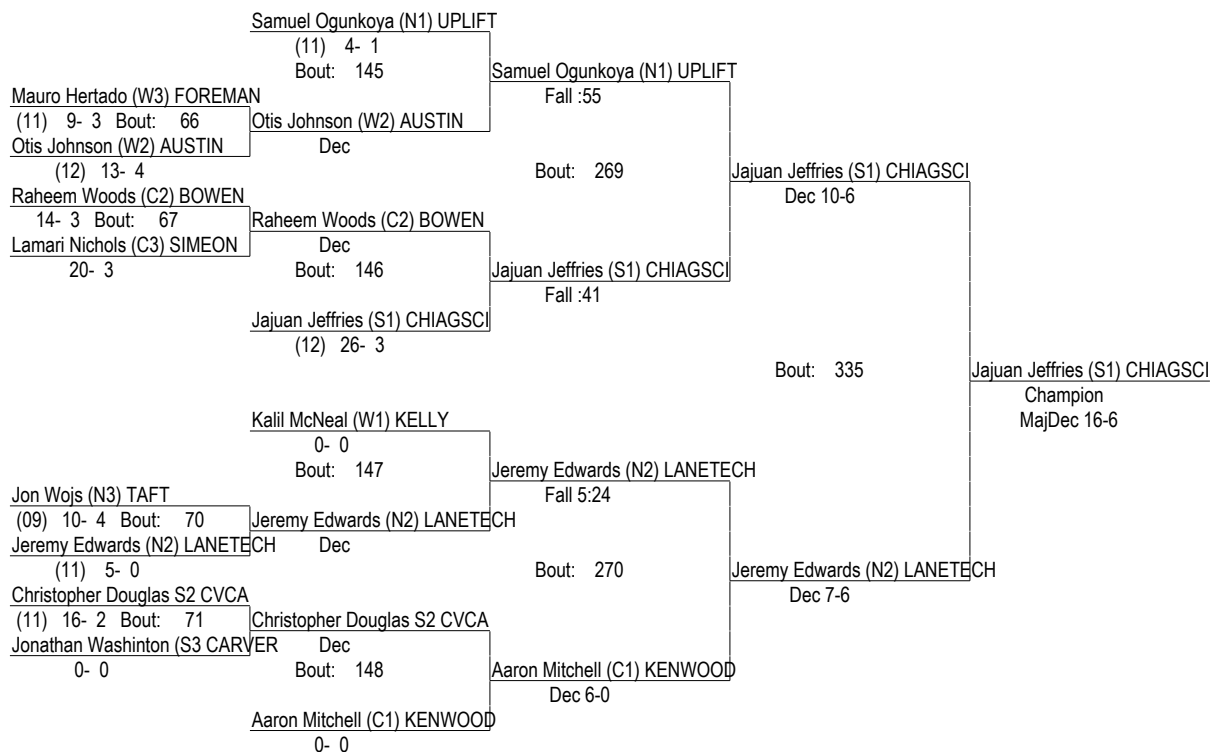 Samuel Ogunkoya (N1) UPLIFT
(11) 4- 1
Bout: 145
Samuel Ogunkoya (N1) UPLIFT
Fall :55
Mauro Hertado (W3) FOREMAN
(11) 9- 3 Bout: 66
Otis Johnson (W2) AUSTIN
Dec
Otis Johnson (W2) AUSTIN
(12) 13- 4
Bout: 269
Jajuan Jeffries (S1) CHIAGSCI
Dec 10-6
Raheem Woods (C2) BOWEN
14- 3 Bout: 67
Raheem Woods (C2) BOWEN
Dec
Lamari Nichols (C3) SIMEON
20- 3
Bout: 146
Jajuan Jeffries (S1) CHIAGSCI
Fall :41
Jajuan Jeffries (S1) CHIAGSCI
(12) 26- 3
Bout: 335
Jajuan Jeffries (S1) CHIAGSCI
Champion
MajDec 16-6
Kalil McNeal (W1) KELLY
0- 0
Bout: 147
Jeremy Edwards (N2) LANETECH
Fall 5:24
Jon Wojs (N3) TAFT
(09) 10- 4 Bout: 70
Jeremy Edwards (N2) LANETECH
Dec
Jeremy Edwards (N2) LANETECH
(11) 5- 0
Bout: 270
Jeremy Edwards (N2) LANETECH
Dec 7-6
Christopher Douglas S2 CVCA
(11) 16- 2 Bout: 71
Christopher Douglas S2 CVCA
Dec
Jonathan Washinton (S3 CARVER
0- 0
Bout: 148
Aaron Mitchell (C1) KENWOOD
Dec 6-0
Aaron Mitchell (C1) KENWOOD
0- 0